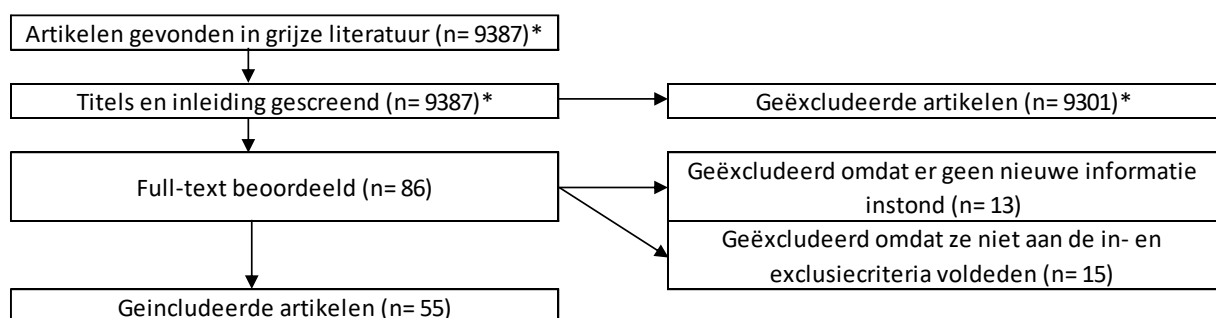 Artikelen gevonden in grijze literatuur (n= 9387)*
Titels en inleiding gescreend (n= 9387)*
Geëxcludeerde artikelen (n= 9301)*
Full-text beoordeeld (n= 86)
Geëxcludeerd omdat er geen nieuwe informatie
instond (n= 13)
Geëxcludeerd omdat ze niet aan de in- en
exclusiecriteria voldeden (n= 15)
Geincludeerde artikelen (n= 55)